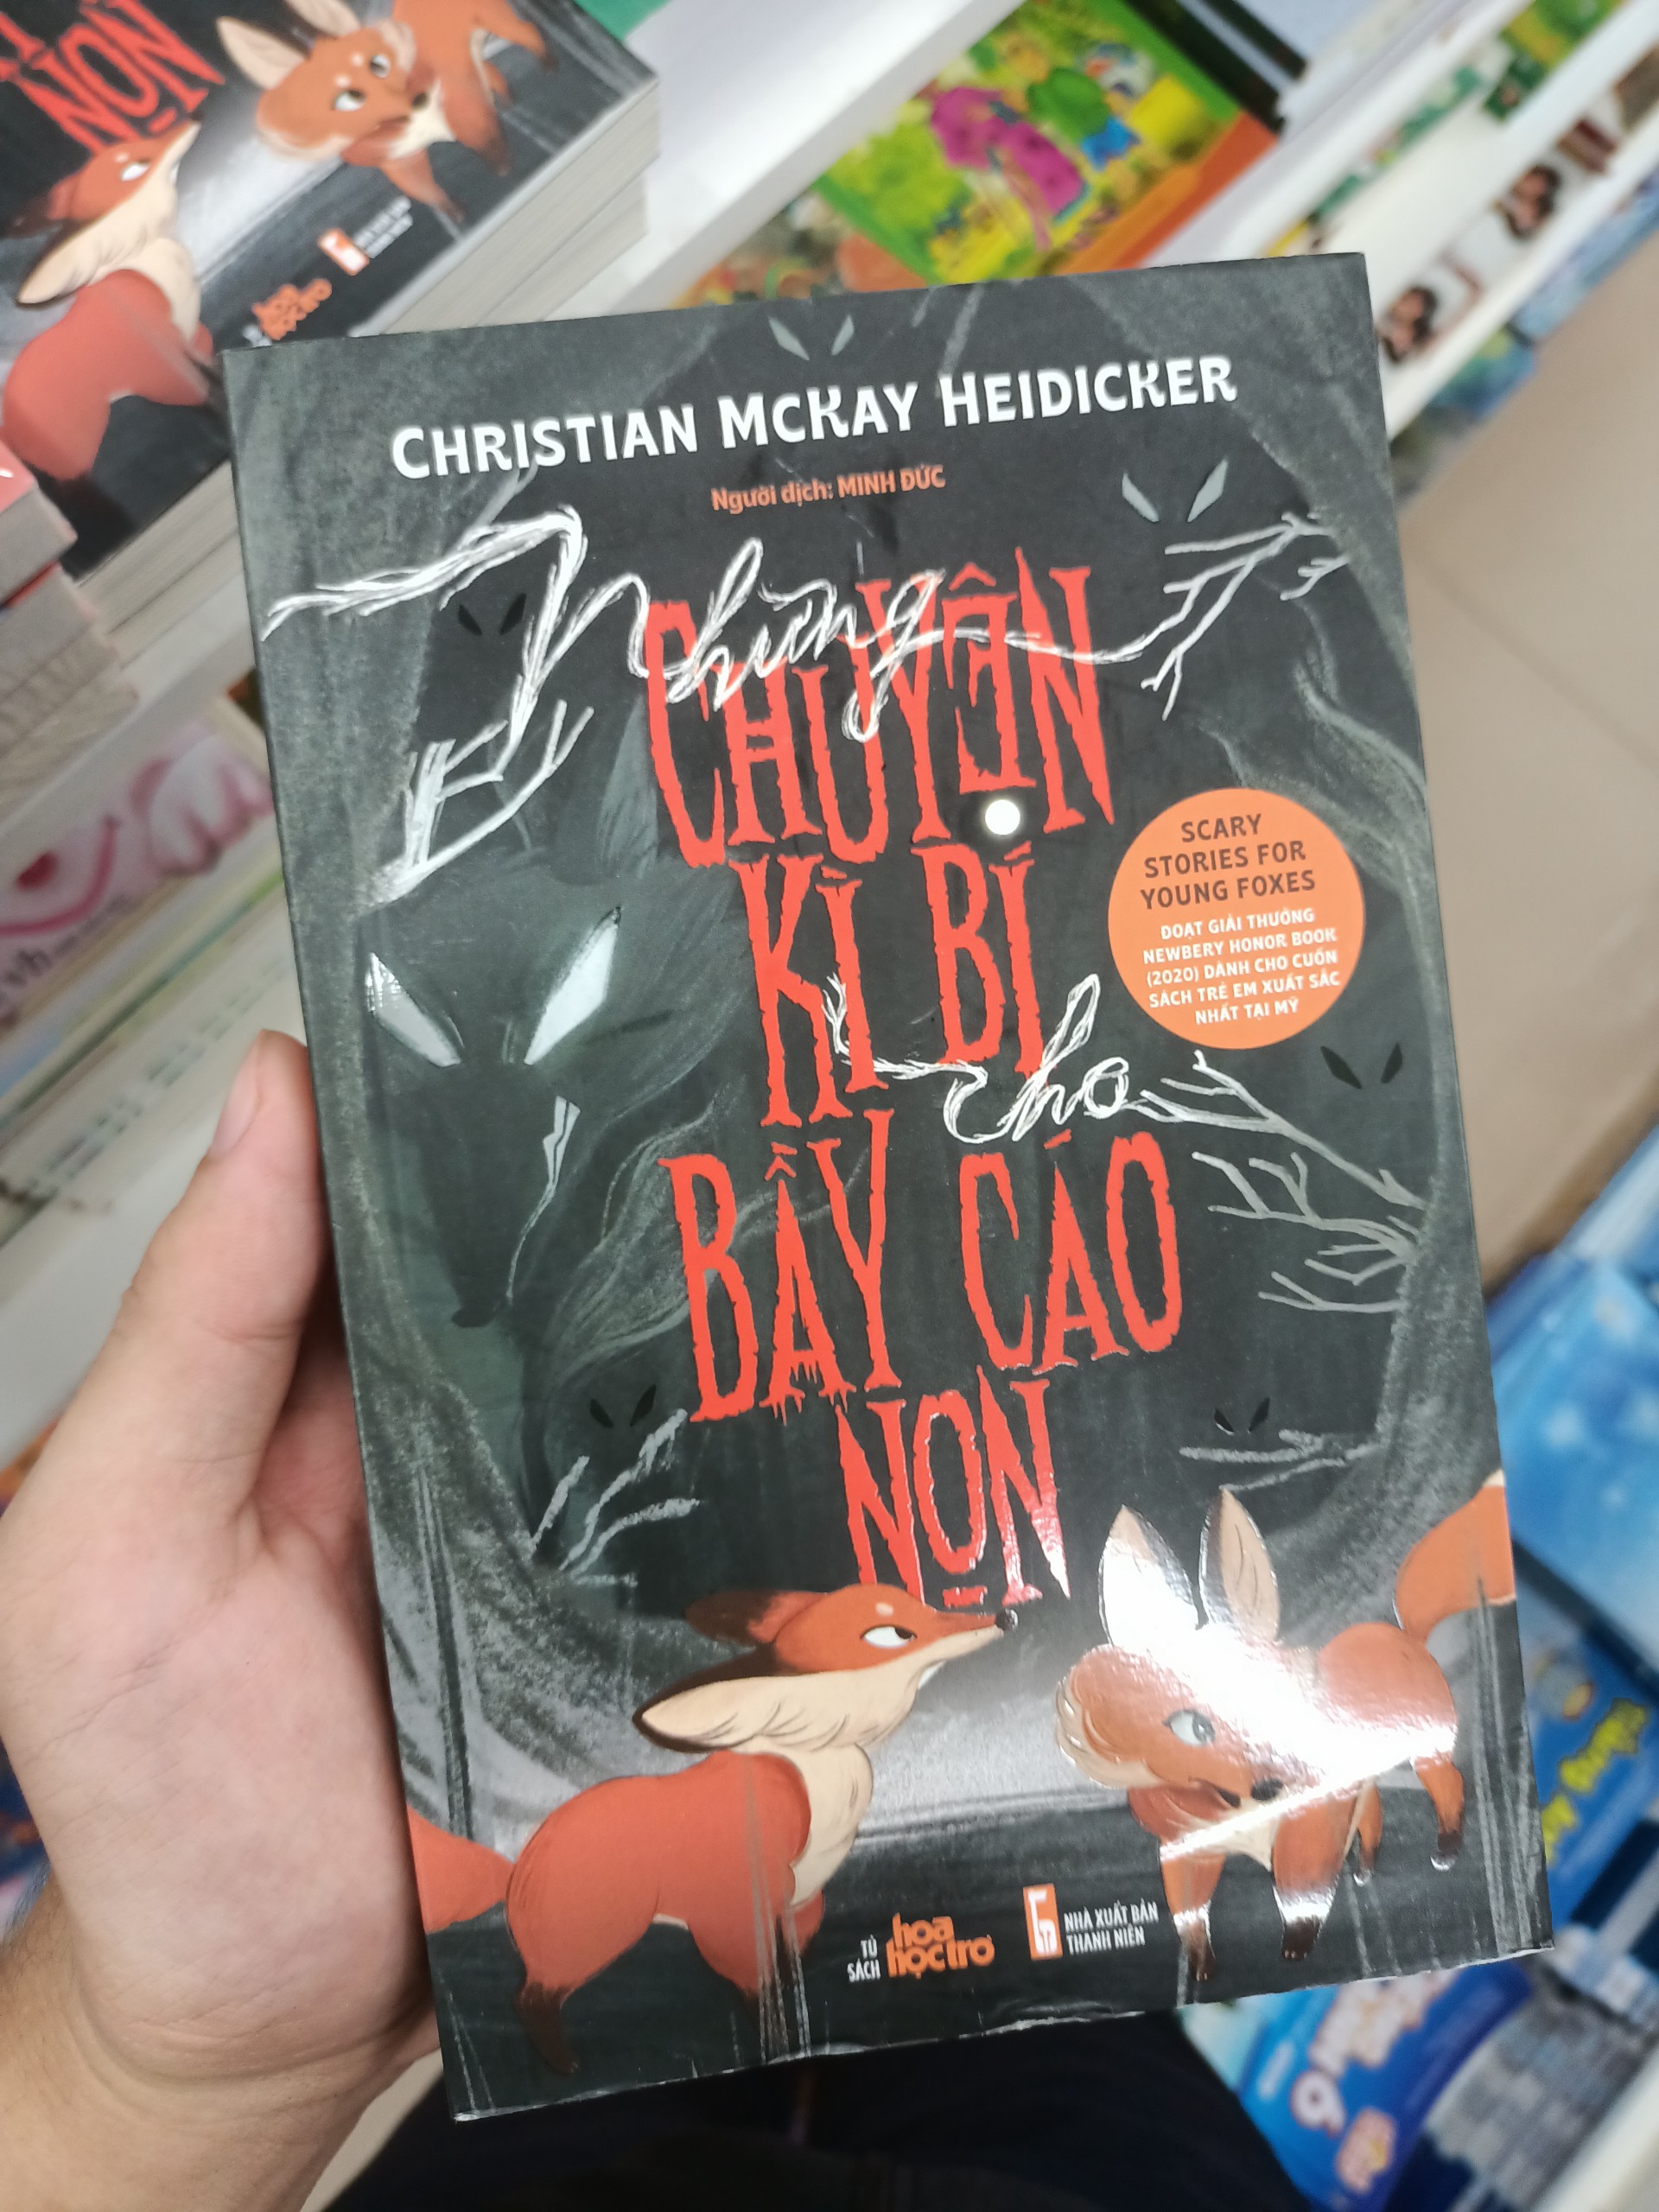 NON
CHRISTIAN MCKAY HEIDICKER
Người dịch: MINH ĐỨC
Những
CHUYỆN
KÌ BÍ
cho
BẦY CÁO
NON
SCARY
STORIES FOR
YOUNG FOXES
ĐOẠT GIẢI THƯỞNG
NEWBERY HONOR BOOK
(2020) DÀNH CHO CUỐN
SÁCH TRẺ EM XUẤT SẮC
NHẤT TẠI MỸ
TỦ
SÁCH
hoa
học trò
NHÀ XUẤT BẢN
THANH NIÊN